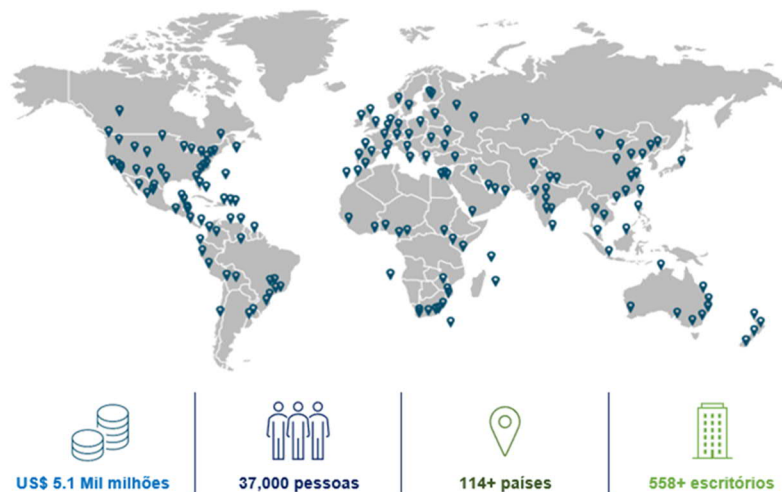 US$ 5.1 Mil milhões
37,000 pessoas
114+ países
558+ escritórios